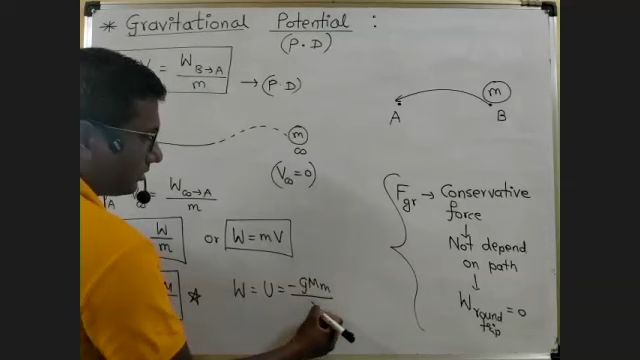 * Gravitational Potential :
(P.D)
V = W B→A / m → (P.D)
m
A B
m
∞
(V∞ = 0)
A ∞ = W∞→A / m
W / m or W = mV
W = U = -GMm
Fgr → Conservative
force
↓
Not depend
on path
↓
W round trip = 0